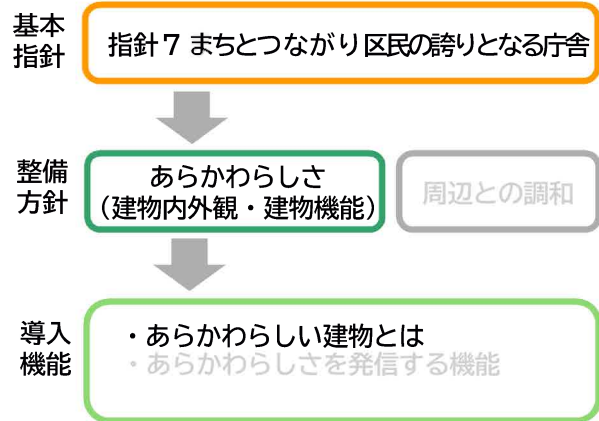 基本
指針
指針７ まちとつながり区民の誇りとなる庁舎
整備
方針
あらかわらしさ
（建物内外観・建物機能）
周辺との調和
導入
機能
・あらかわらしい建物とは
・あらかわらしさを発信する機能